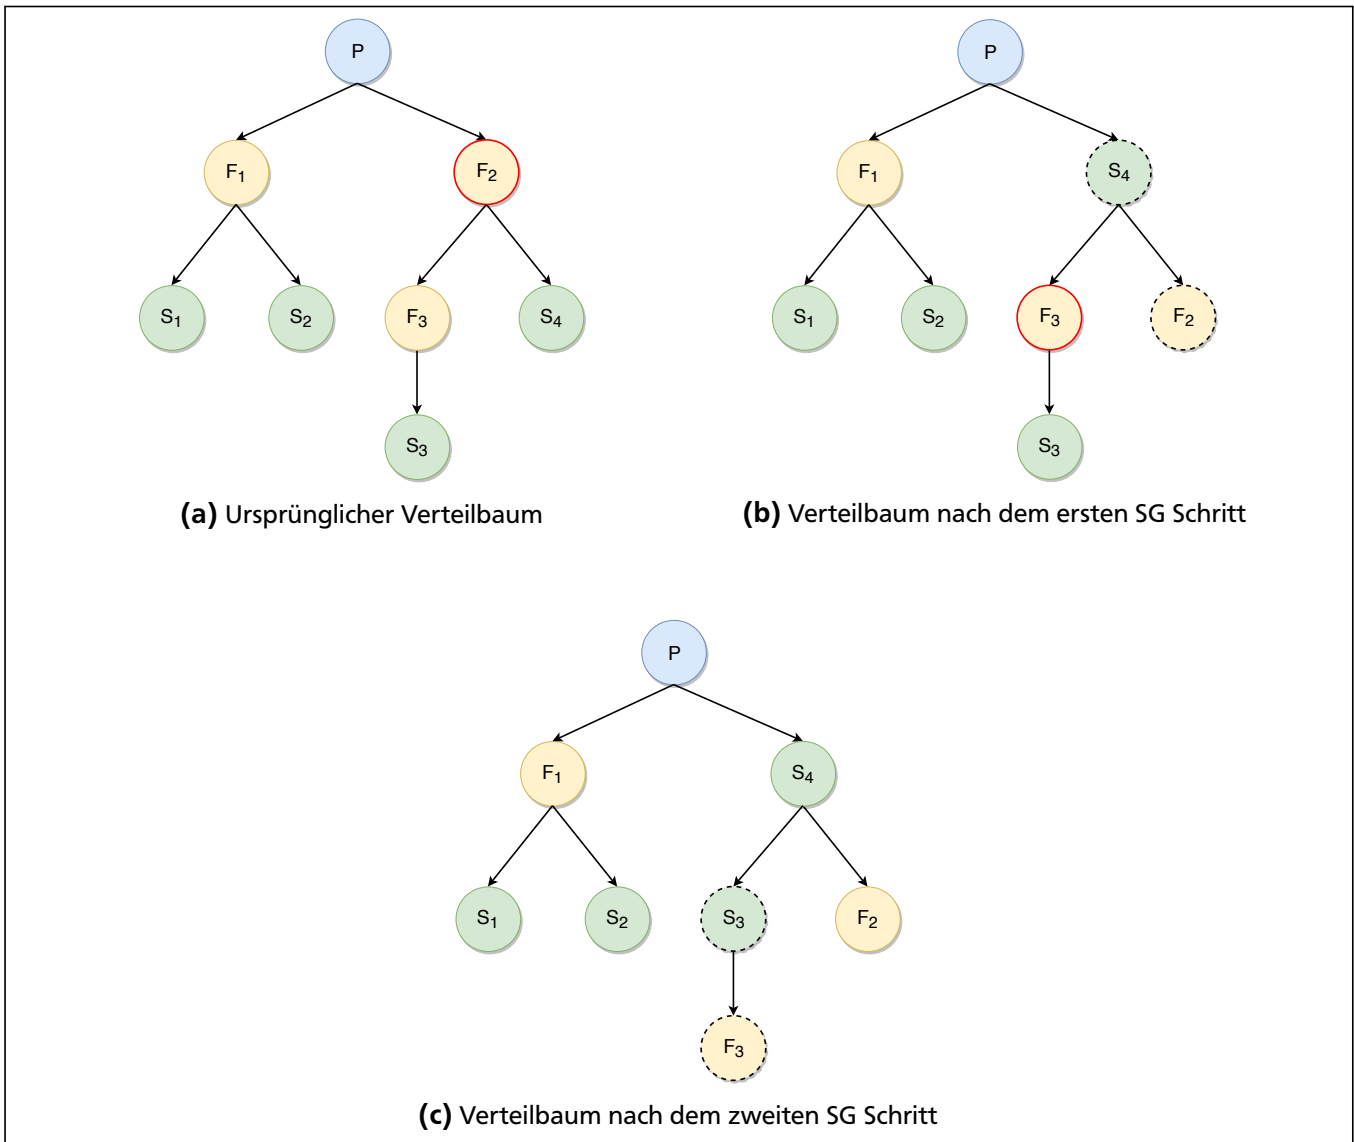 P
F1
F2
S1
S2
F3
S4
S3
(a) Ursprünglicher Verteilbaum
P
F1
S4
S1
S2
F3
F2
S3
(b) Verteilbaum nach dem ersten SG Schritt
P
F1
S4
S1
S2
S3
F2
F3
(c) Verteilbaum nach dem zweiten SG Schritt